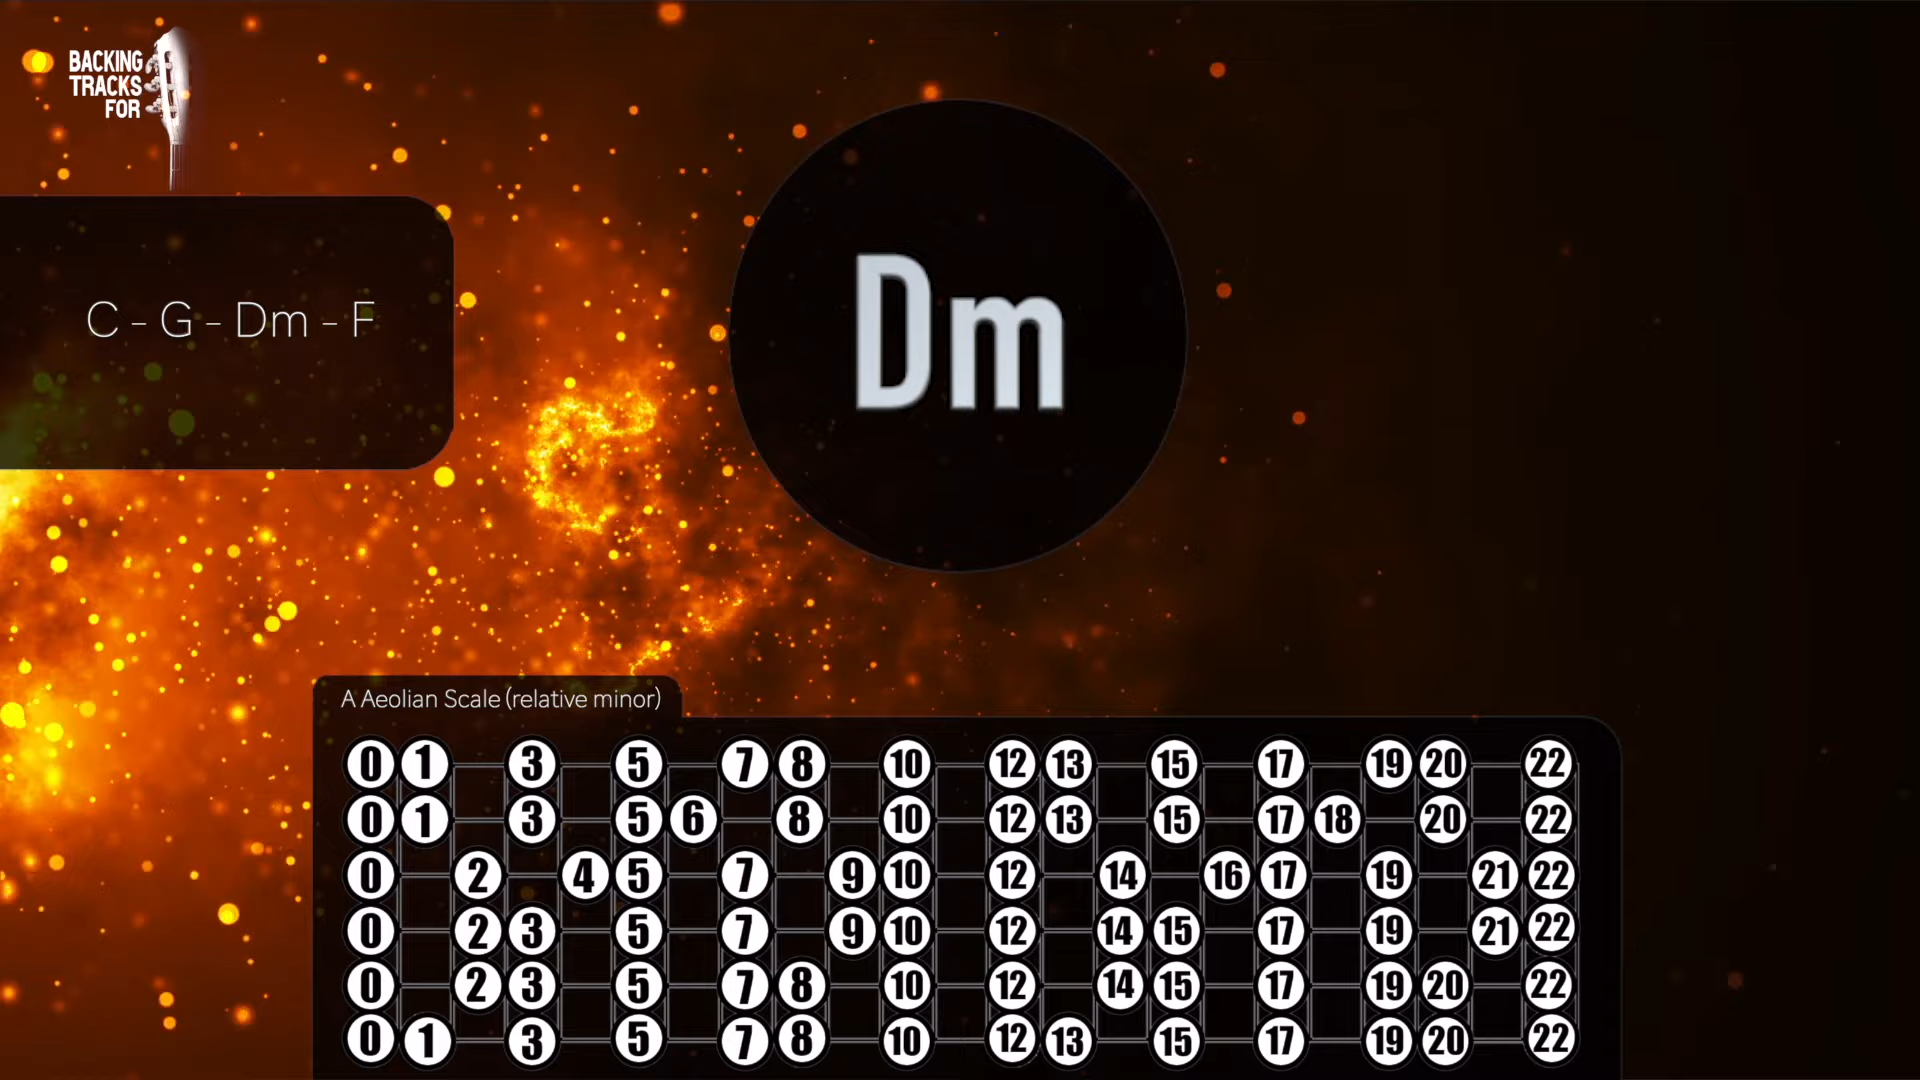 BACKING
TRACKS
FOR
Dm
C - G - Dm - F
A Aeolian Scale (relative minor)
0 1 3 5 7 8 10 12 13 15 17 19 20 22
0 1 3 5 6 8 10 12 13 15 17 18 20 22
0 2 4 5 7 9 10 12 14 16 17 19 21 22
0 2 3 5 7 9 10 12 14 15 17 19 21 22
0 2 3 5 7 8 10 12 14 15 17 19 20 22
0 1 3 5 7 8 10 12 13 15 17 19 20 22